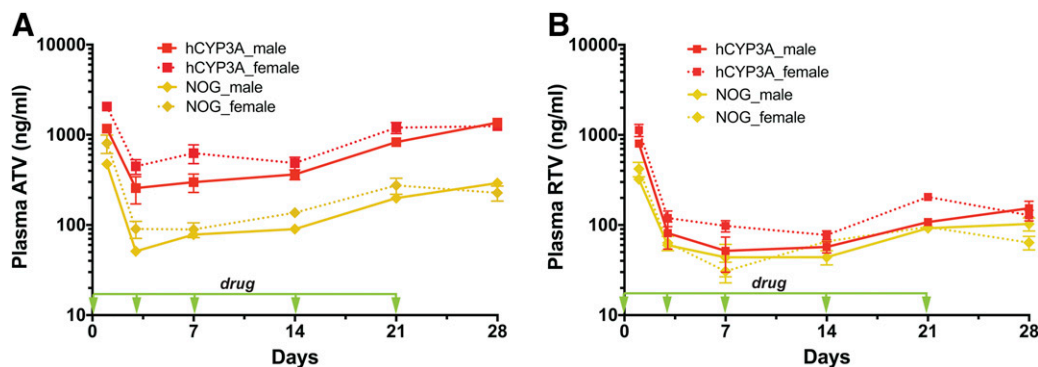 A
Plasma ATV (ng/ml)
10000
1000
100
10
hCYP3A_male
hCYP3A_female
NOG_male
NOG_female
drug
0 7 14 21 28
Days
B
Plasma RTV (ng/ml)
10000
1000
100
10
hCYP3A_male
hCYP3A_female
NOG_male
NOG_female
drug
0 7 14 21 28
Days